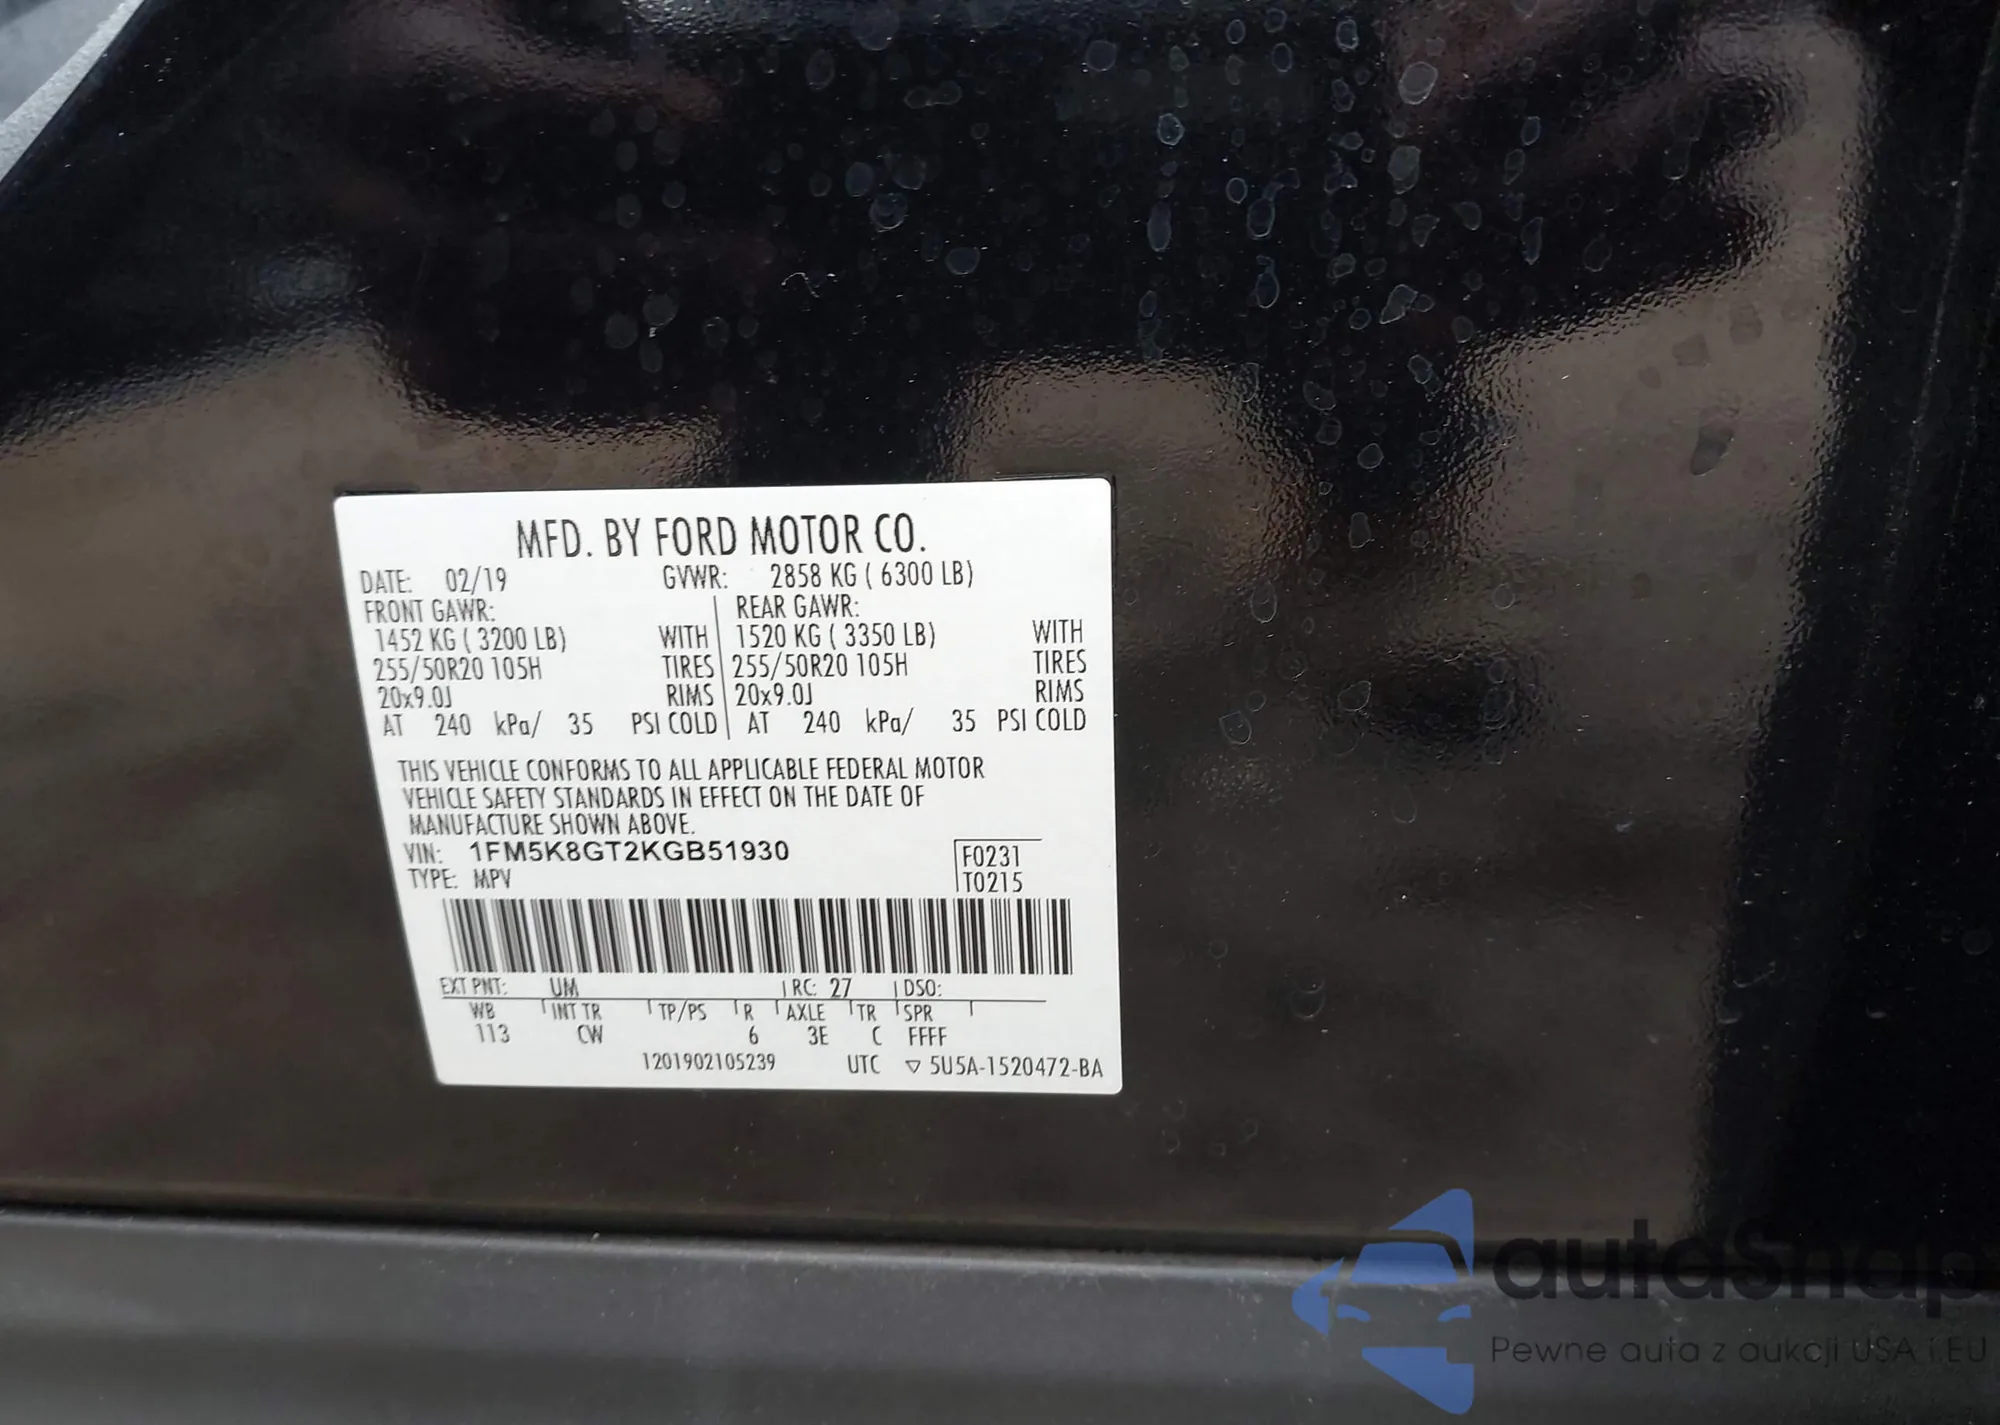 MFD. BY FORD MOTOR CO.
DATE: 02/19 GVWR: 2858 KG ( 6300 LB)
FRONT GAWR: REAR GAWR:
1452 KG ( 3200 LB) WITH 1520 KG ( 3350 LB) WITH
255/50R20 105H TIRES 255/50R20 105H TIRES
20x9.0J RIMS 20x9.0J RIMS
AT 240 kPa/ 35 PSI COLD AT 240 kPa/ 35 PSI COLD
THIS VEHICLE CONFORMS TO ALL APPLICABLE FEDERAL MOTOR
VEHICLE SAFETY STANDARDS IN EFFECT ON THE DATE OF
MANUFACTURE SHOWN ABOVE.
VIN: 1FM5K8GT2KGB51930 F0231
TYPE: MPV T0215
EXT PNT: UM RC: 27 DSO:
WB INT TR TP/PS R AXLE TR SPR
113 CW 6 3E C FFFF
1201902105239 UTC ▽ 5U5A-1520472-BA
autoSnap
Pewne auta z aukcji USA i EU